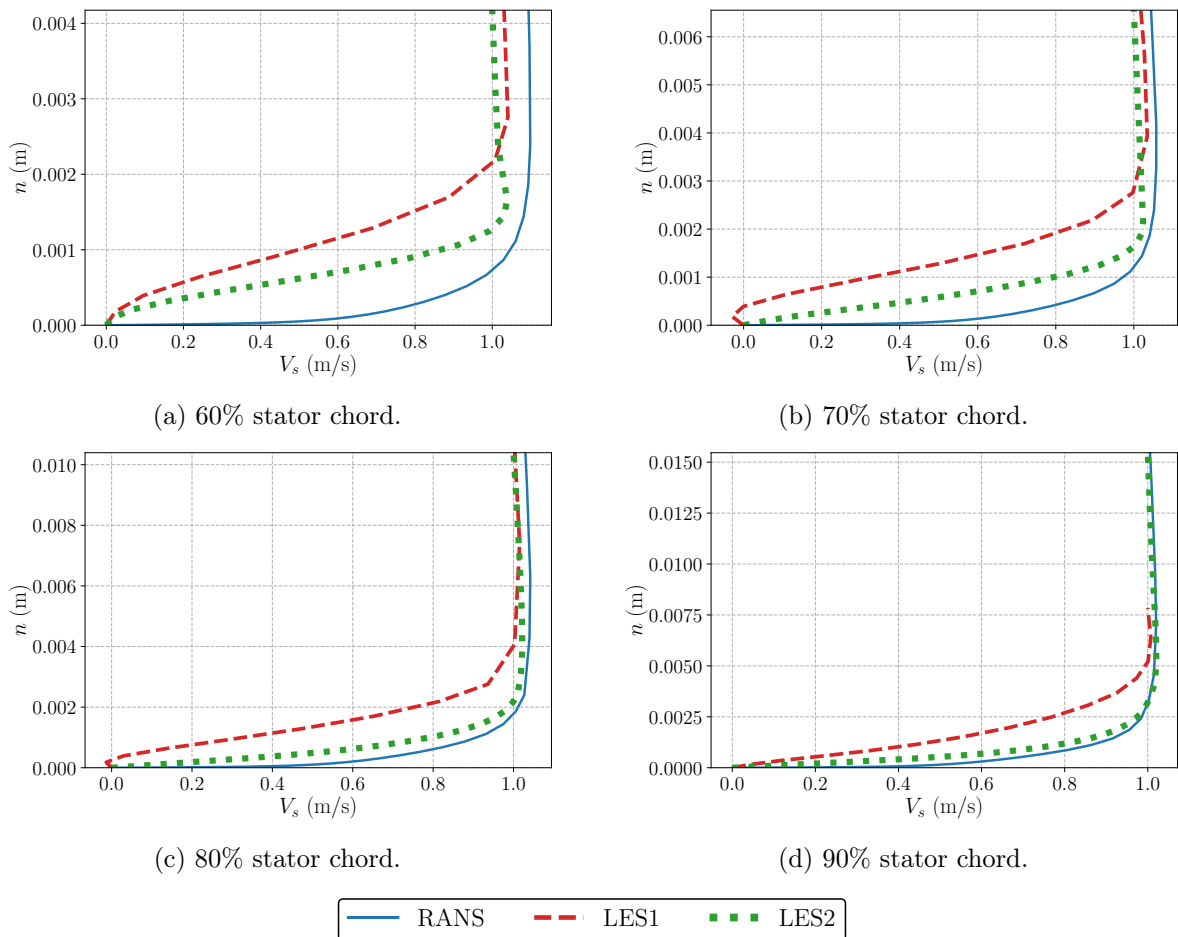 0.004
0.003
0.002
0.001
0.000
n (m)
0.0 0.2 0.4 0.6 0.8 1.0
V_s (m/s)
(a) 60% stator chord.
0.006
0.005
0.004
0.003
0.002
0.001
0.000
n (m)
0.0 0.2 0.4 0.6 0.8 1.0
V_s (m/s)
(b) 70% stator chord.
0.010
0.008
0.006
0.004
0.002
0.000
n (m)
0.0 0.2 0.4 0.6 0.8 1.0
V_s (m/s)
(c) 80% stator chord.
0.0150
0.0125
0.0100
0.0075
0.0050
0.0025
0.0000
n (m)
0.0 0.2 0.4 0.6 0.8 1.0
V_s (m/s)
(d) 90% stator chord.
RANS LES1 LES2